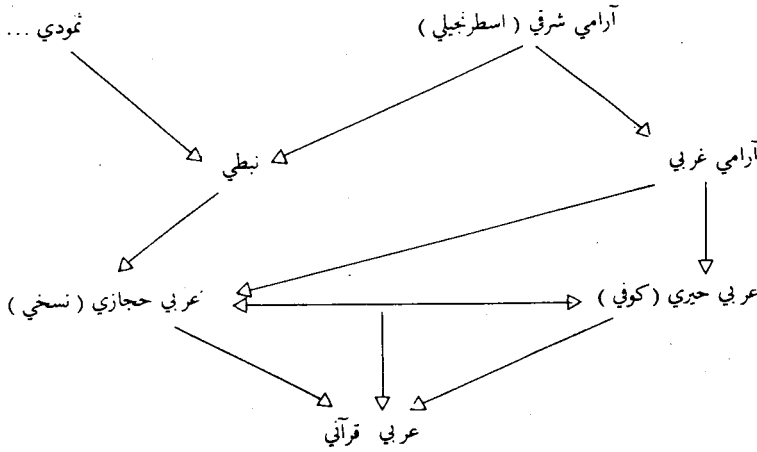 آرامي شرقي ( اسطرنجيلي )
ثمودي ...
آرامي غربي
نبطي
عربي حيري ( كوفي )
عربي حجازي ( نسخي )
عربي قرآني